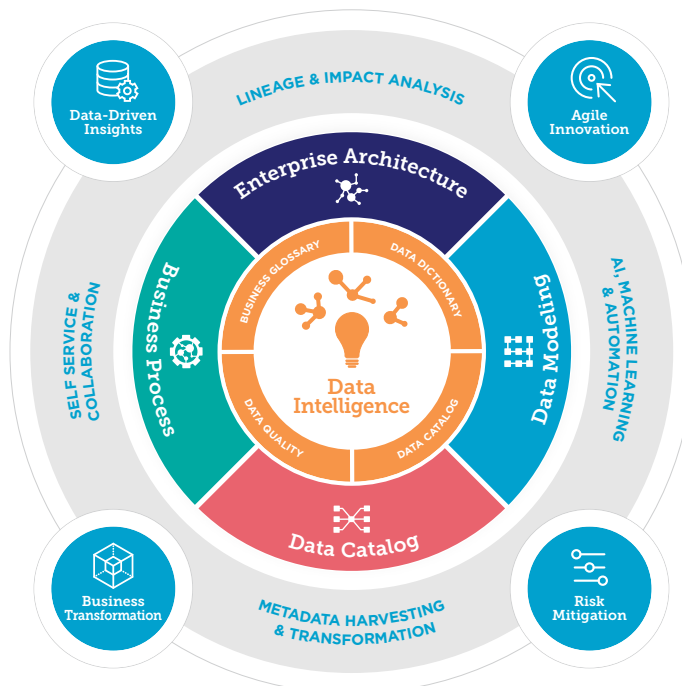 LINEAGE & IMPACT ANALYSIS
Data-Driven
Insights
Agile
Innovation
Enterprise Architecture
BUSINESS GLOSSARY
DATA DICTIONARY
SELF SERVICE &
COLLABORATION
Business Process
Data Modeling
AI, MACHINE LEARNING
& AUTOMATION
Data
Intelligence
DATA QUALITY
DATA CATALOG
Data Catalog
Business
Transformation
METADATA HARVESTING
& TRANSFORMATION
Risk
Mitigation